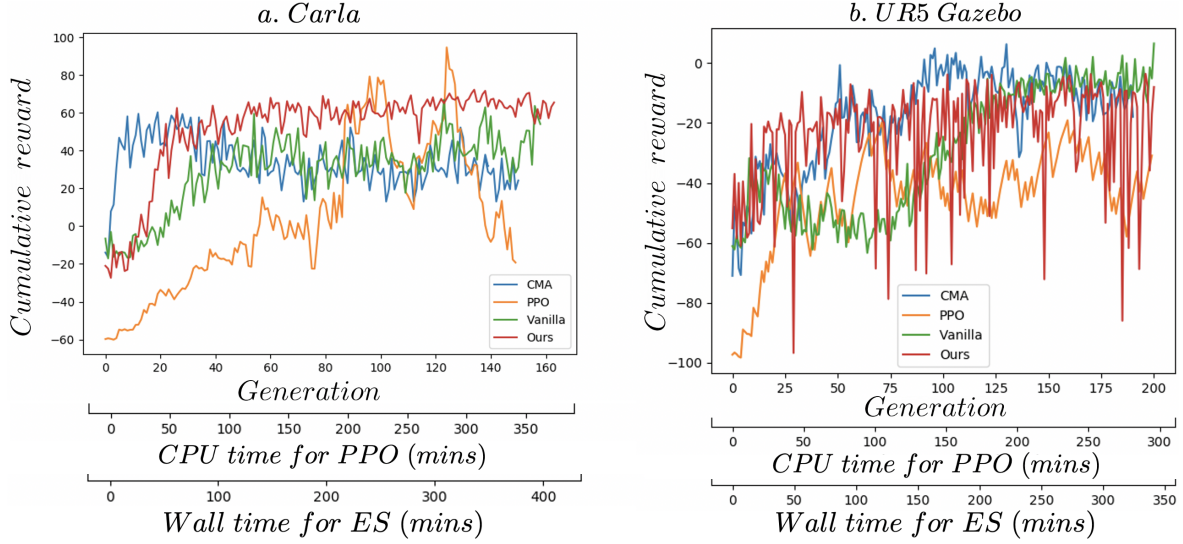 a. Carla
100
80
60
40
20
0
−20
−40
−60
Cumulative reward
CMA
PPO
Vanilla
Ours
0 20 40 60 80 100 120 140 160
Generation
0 50 100 150 200 250 300 350
CPU time for PPO (mins)
0 100 200 300 400
Wall time for ES (mins)
b. UR5 Gazebo
0
−20
−40
−60
−80
−100
Cumulative reward
CMA
PPO
Vanilla
Ours
0 25 50 75 100 125 150 175 200
Generation
0 50 100 150 200 250 300
CPU time for PPO (mins)
0 50 100 150 200 250 300 350
Wall time for ES (mins)